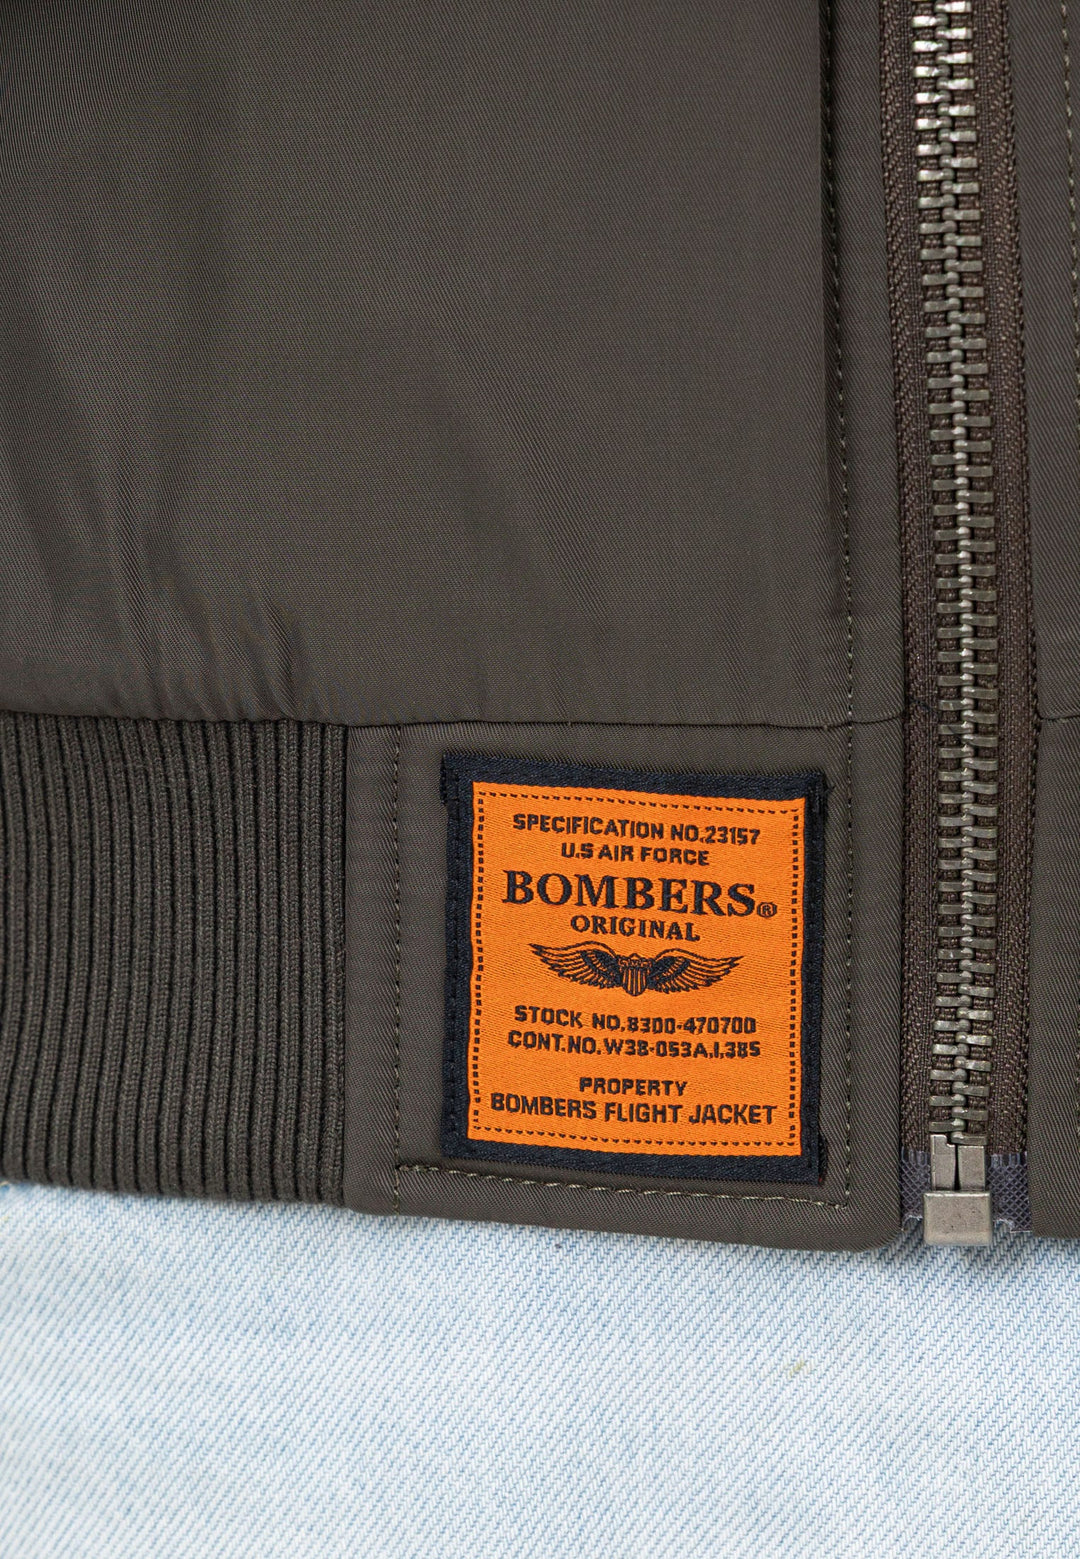 SPECIFICATION NO.23157
U.S AIR FORCE
BOMBERS®
ORIGINAL
STOCK NO.8300-470700
CONT.NO.W38-053A.I.385
PROPERTY
BOMBERS FLIGHT JACKET